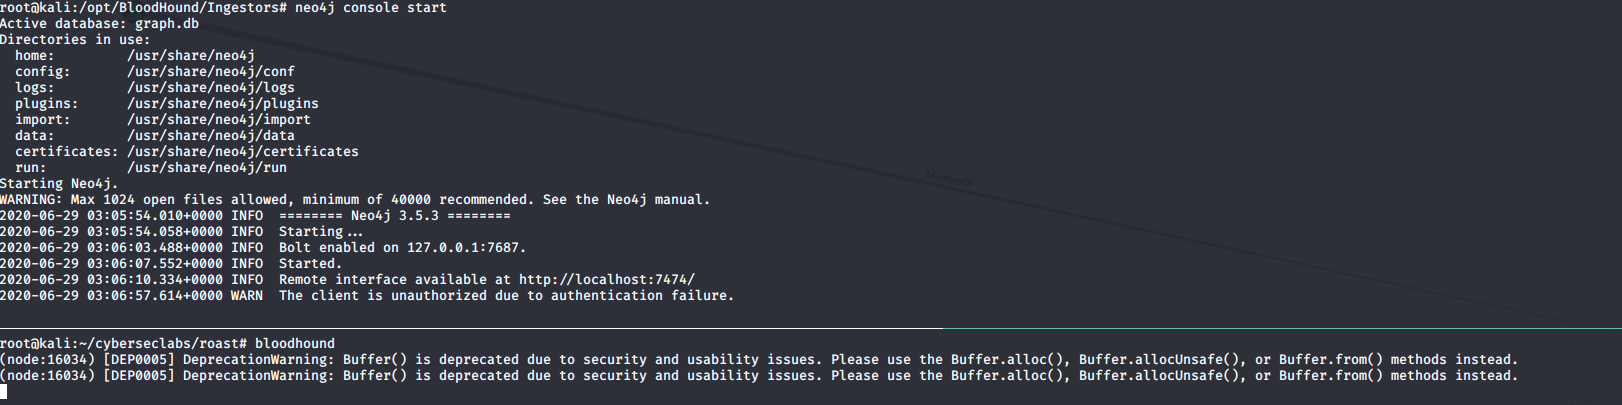 root@kali:/opt/BloodHound/Ingestors# neo4j console start
Active database: graph.db
Directories in use:
  home:         /usr/share/neo4j
  config:       /usr/share/neo4j/conf
  logs:         /usr/share/neo4j/logs
  plugins:      /usr/share/neo4j/plugins
  import:       /usr/share/neo4j/import
  data:         /usr/share/neo4j/data
  certificates: /usr/share/neo4j/certificates
  run:          /usr/share/neo4j/run
Starting Neo4j.
WARNING: Max 1024 open files allowed, minimum of 40000 recommended. See the Neo4j manual.
2020-06-29 03:05:54.010+0000 INFO  ======== Neo4j 3.5.3 ========
2020-06-29 03:05:54.058+0000 INFO  Starting...
2020-06-29 03:06:03.488+0000 INFO  Bolt enabled on 127.0.0.1:7687.
2020-06-29 03:06:07.552+0000 INFO  Started.
2020-06-29 03:06:10.334+0000 INFO  Remote interface available at http://localhost:7474/
2020-06-29 03:06:57.614+0000 WARN  The client is unauthorized due to authentication failure.
MemberOf
root@kali:~/cyberseclabs/roast# bloodhound
(node:16034) [DEP0005] DeprecationWarning: Buffer() is deprecated due to security and usability issues. Please use the Buffer.alloc(), Buffer.allocUnsafe(), or Buffer.from() methods instead.
(node:16034) [DEP0005] DeprecationWarning: Buffer() is deprecated due to security and usability issues. Please use the Buffer.alloc(), Buffer.allocUnsafe(), or Buffer.from() methods instead.